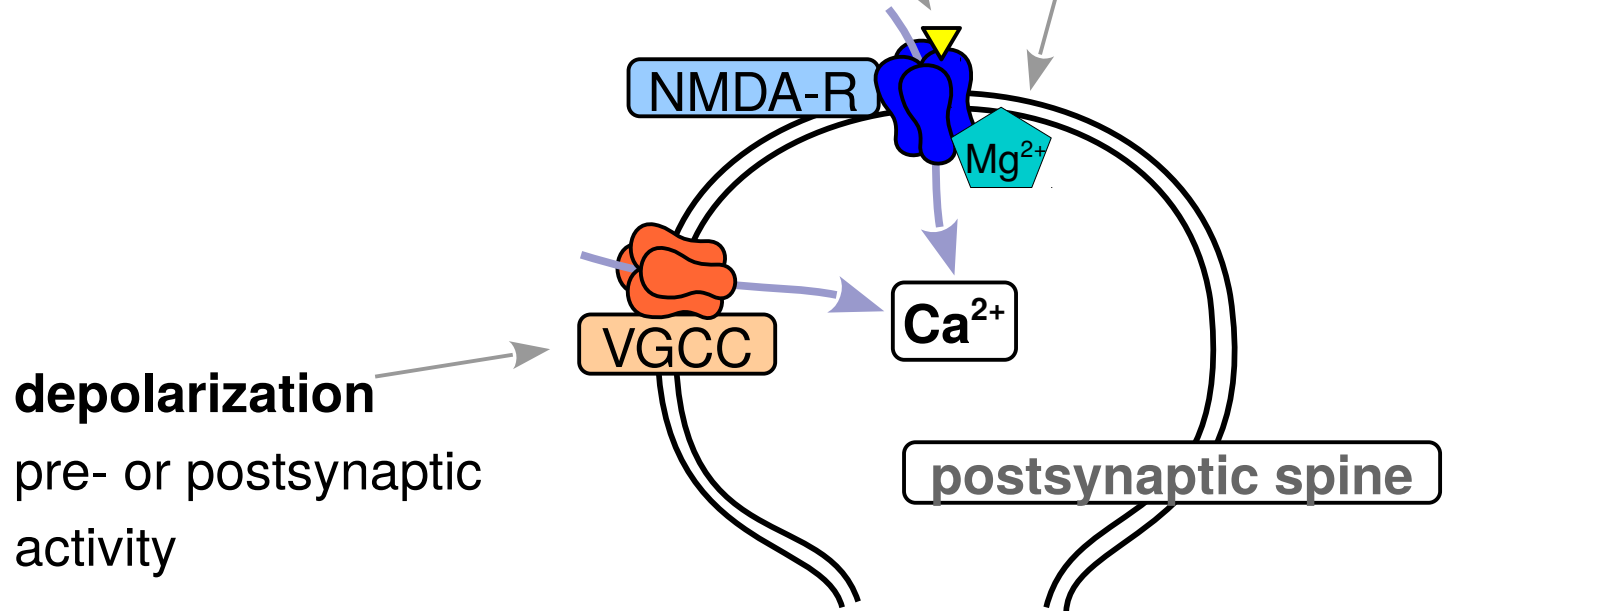 NMDA-R
Mg²⁺
VGCC
Ca²⁺
depolarization
pre- or postsynaptic
activity
postsynaptic spine